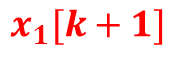 x₁[k + 1]